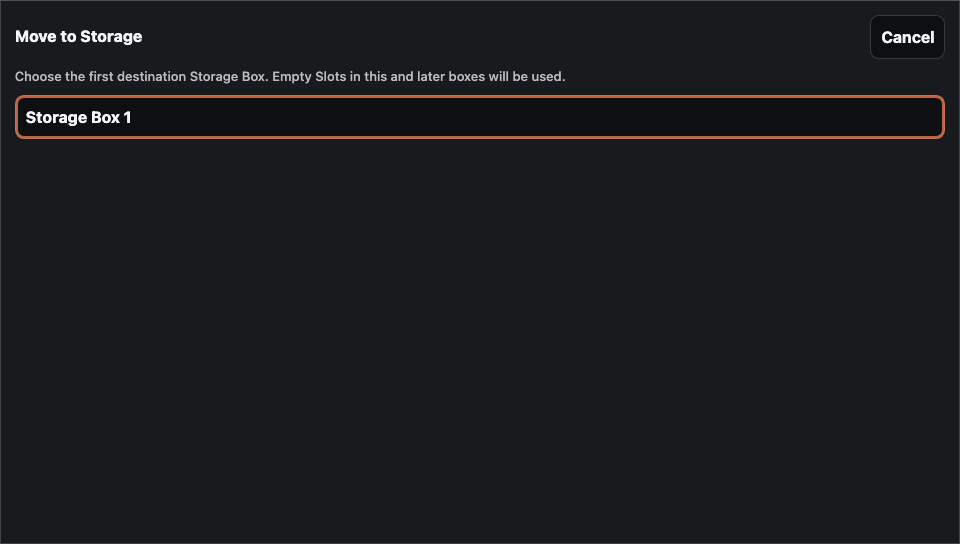 Move to Storage
Cancel
Choose the first destination Storage Box. Empty Slots in this and later boxes will be used.
Storage Box 1